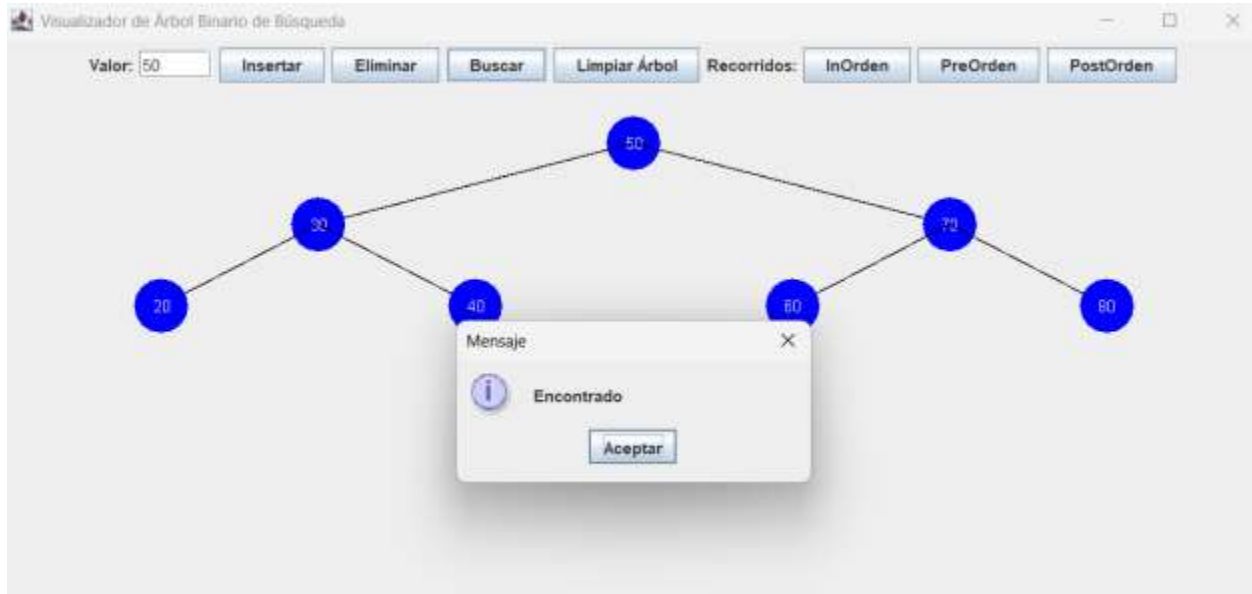 Visualizador de Árbol Binario de Búsqueda
Valor: 50 Insertar Eliminar Buscar Limpiar Árbol Recorridos: InOrden PreOrden PostOrden
50
30 70
20 40 60 80
Mensaje
Encontrado
Aceptar